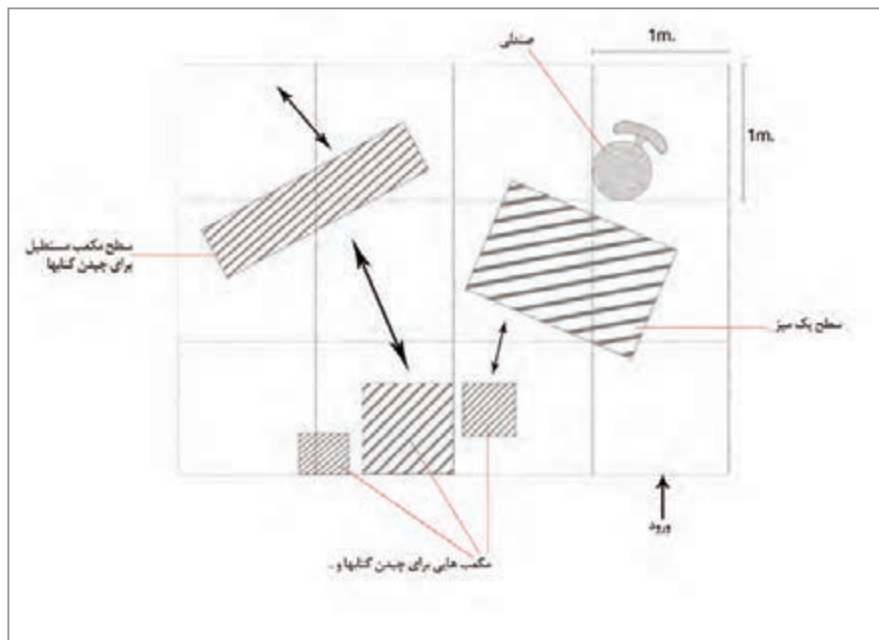 صندلی
1m.
1m.
سطح مکعب مستطیل
برای چیدن کتابها
سطح یک میز
ورود
مکعب هایی برای چیدن کتابها و..